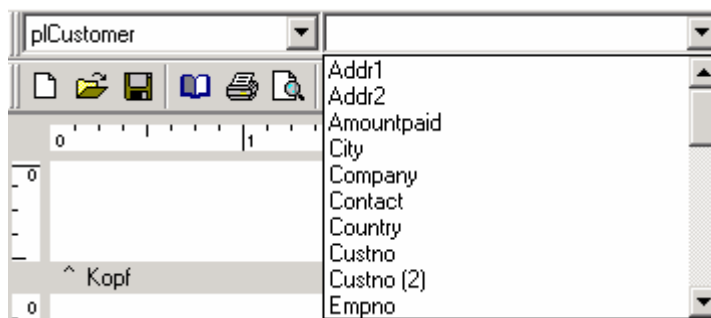 plCustomer
Addr1
Addr2
Amountpaid
City
Company
Contact
Country
Custno
Custno (2)
Empno
0 1
0
^ Kopf
0